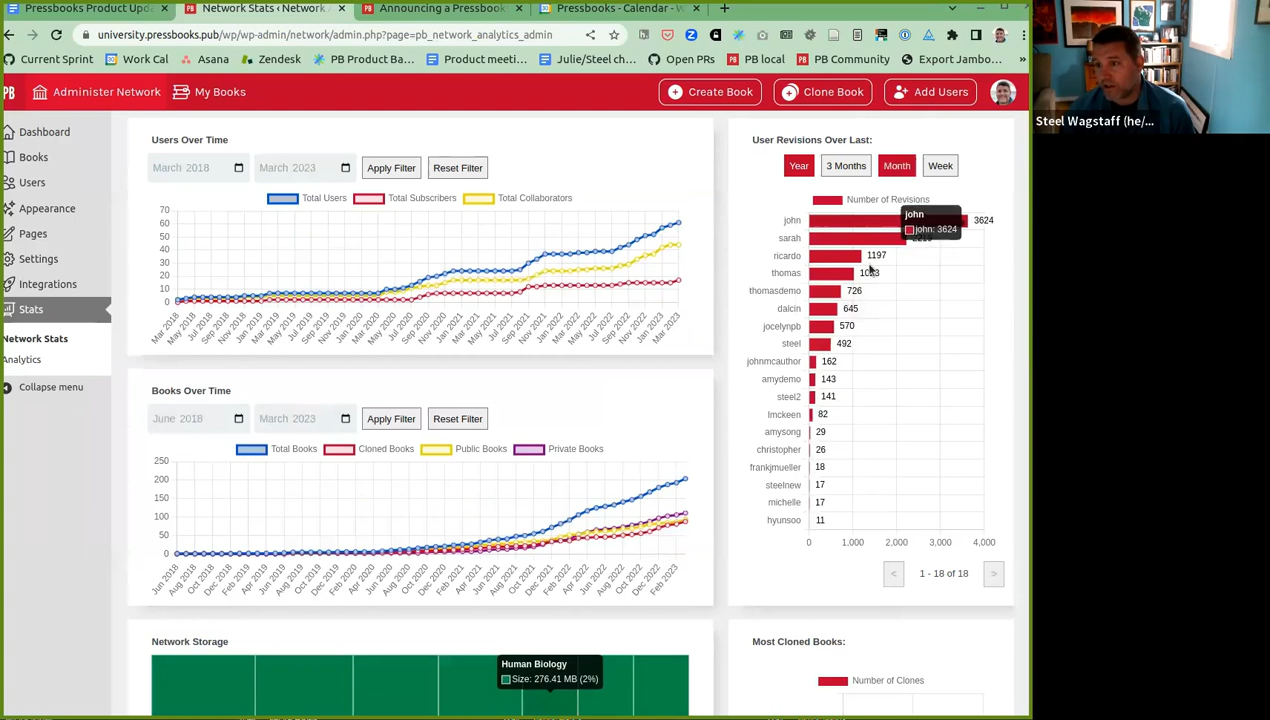 Pressbooks Product Upda
Network Stats ‹ Network A
Announcing a Pressbook
Pressbooks - Calendar - W
university.pressbooks.pub/wp/wp-admin/network/admin.php?page=pb_network_analytics_admin
Current Sprint
Work Cal
Asana
Zendesk
PB Product Ba...
Product meeti...
Julie/Steel ch...
Open PRs
PB local
PB Community
Export Jambo...
PB
Administer Network
My Books
Create Book
Clone Book
Add Users
Steel Wagstaff (he/...
Dashboard
Books
Users
Appearance
Pages
Settings
Integrations
Stats
Network Stats
Analytics
Collapse menu
Users Over Time
March 2018
March 2023
Apply Filter
Reset Filter
Total Users
Total Subscribers
Total Collaborators
70
60
50
40
30
20
10
0
Mar 2018
May 2018
Jul 2018
Sep 2018
Nov 2018
Jan 2019
Mar 2019
May 2019
Jul 2019
Sep 2019
Nov 2019
Jan 2020
Mar 2020
May 2020
Jul 2020
Sep 2020
Nov 2020
Jan 2021
Mar 2021
May 2021
Jul 2021
Sep 2021
Nov 2021
Jan 2022
Mar 2022
May 2022
Jul 2022
Sep 2022
Nov 2022
Jan 2023
Mar 2023
Books Over Time
June 2018
March 2023
Apply Filter
Reset Filter
Total Books
Cloned Books
Public Books
Private Books
250
200
150
100
50
0
Jun 2018
Aug 2018
Oct 2018
Dec 2018
Feb 2019
Apr 2019
Jun 2019
Aug 2019
Oct 2019
Dec 2019
Feb 2020
Apr 2020
Jun 2020
Aug 2020
Oct 2020
Dec 2020
Feb 2021
Apr 2021
Jun 2021
Aug 2021
Oct 2021
Dec 2021
Feb 2022
Apr 2022
Jun 2022
Aug 2022
Oct 2022
Dec 2022
Feb 2023
Network Storage
Human Biology
Size: 276.41 MB (2%)
User Revisions Over Last:
Year
3 Months
Month
Week
Number of Revisions
john
john: 3624
john 3624
sarah
ricardo 1197
thomas
thomasdemo 726
dalcin 645
jocelynpb 570
steel 492
johnmcauthor 162
amydemo 143
steel2 141
lmckeen 82
amysong 29
christopher 26
frankjmueller 18
steelnew 17
michelle 17
hyunsoo 11
0 1,000 2,000 3,000 4,000
<
1 - 18 of 18
>
Most Cloned Books:
Number of Clones